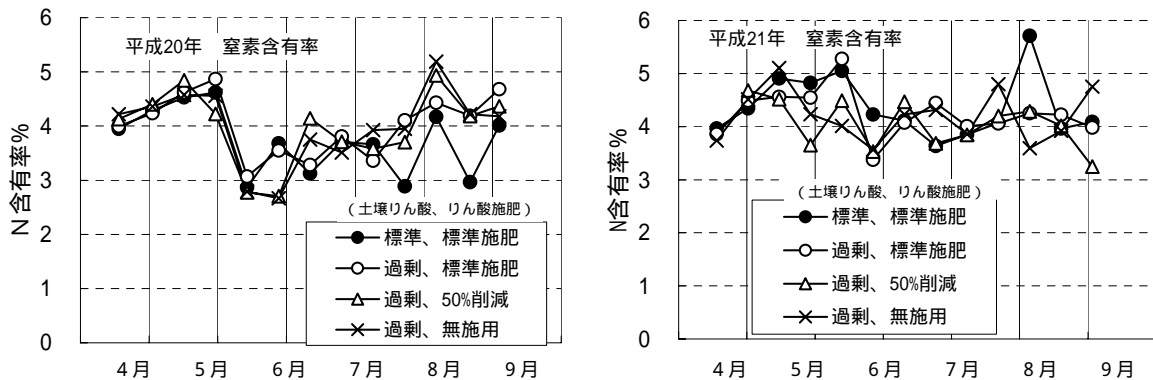 平成20年 窒素含有率
N含有率%
6
5
4
3
2
1
0
(土壌りん酸、りん酸施肥)
標準、標準施肥
過剰、標準施肥
過剰、50%削減
過剰、無施用
4月 5月 6月 7月 8月 9月
平成21年 窒素含有率
N含有率%
6
5
4
3
2
1
0
(土壌りん酸、りん酸施肥)
標準、標準施肥
過剰、標準施肥
過剰、50%削減
過剰、無施用
4月 5月 6月 7月 8月 9月